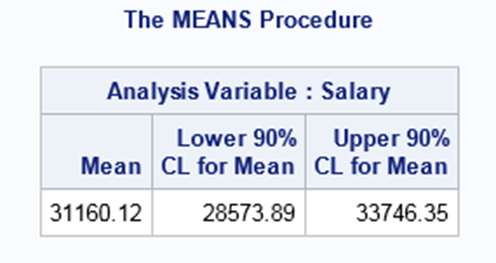 The MEANS Procedure
Analysis Variable : Salary
Mean Lower 90% CL for Mean Upper 90% CL for Mean
31160.12 28573.89 33746.35